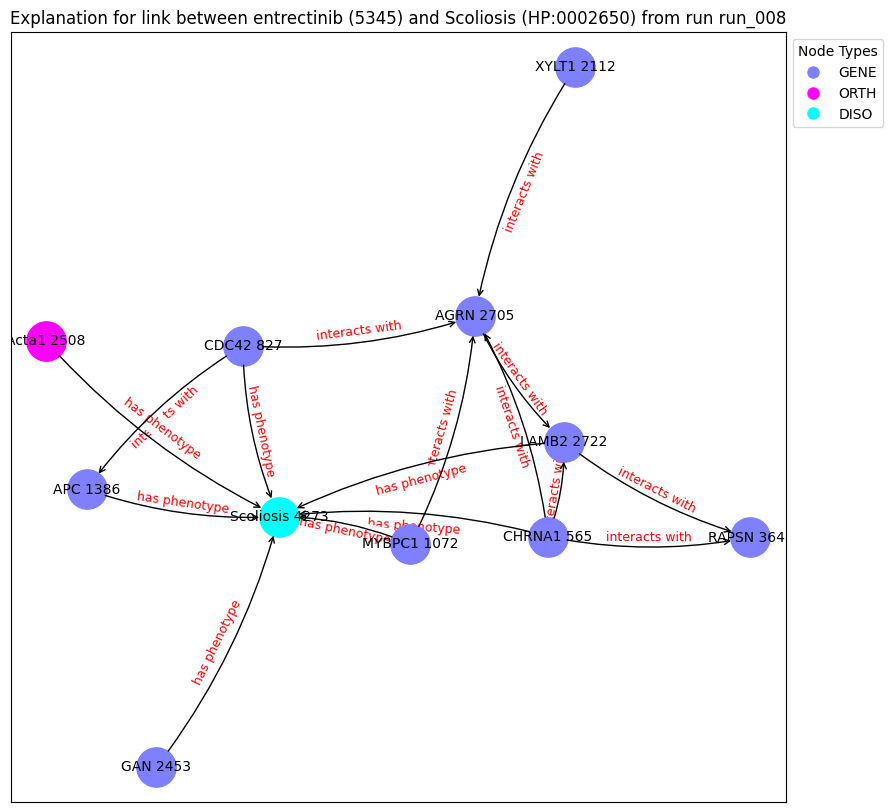 Explanation for link between entrectinib (5345) and Scoliosis (HP:0002650) from run run_008
Node Types
GENE
ORTH
DISO
XYLT1 2112
interacts with
AGRN 2705
interacts with
CDC42 827
Acta1 2508
interacts with
has phenotype
ts with
has phenotype
interacts with
interacts with
LAMB2 2722
has phenotype
interacts with
APC 1386
has phenotype
Scoliosis 4273
has phenotype
has phenotype
MYBPC1 1072
CHRNA1 565
interacts with
RAPSN 364
has phenotype
GAN 2453